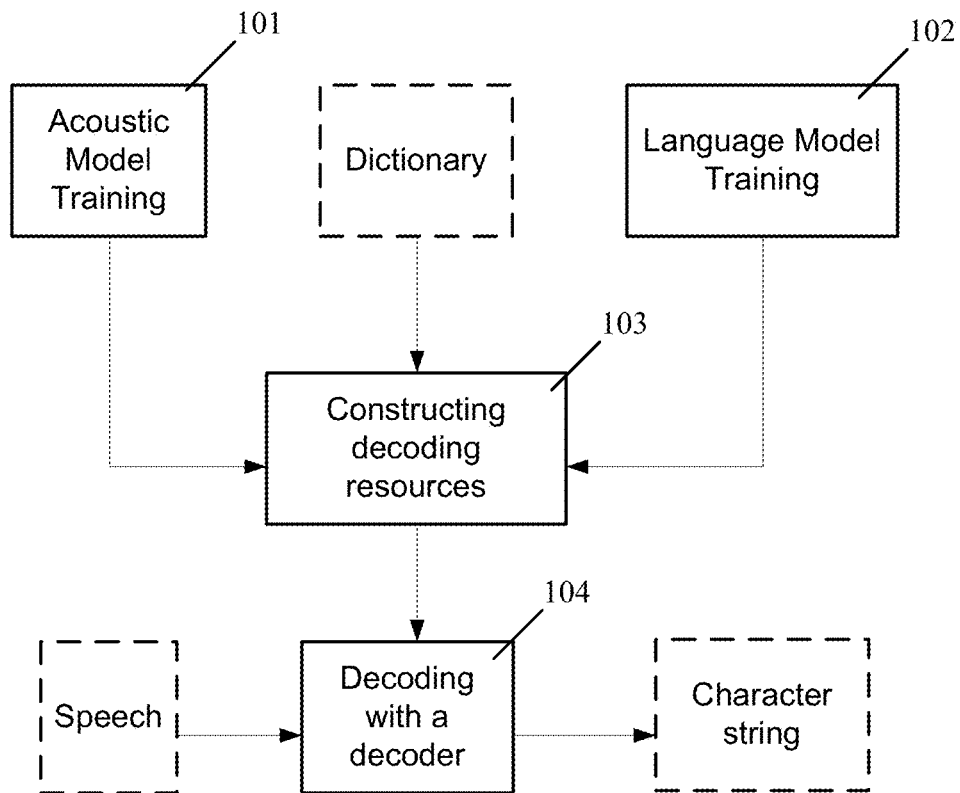 101
102
Acoustic
Model
Training
Dictionary
Language Model
Training
103
Constructing
decoding
resources
104
Speech
Decoding
with a
decoder
Character
string